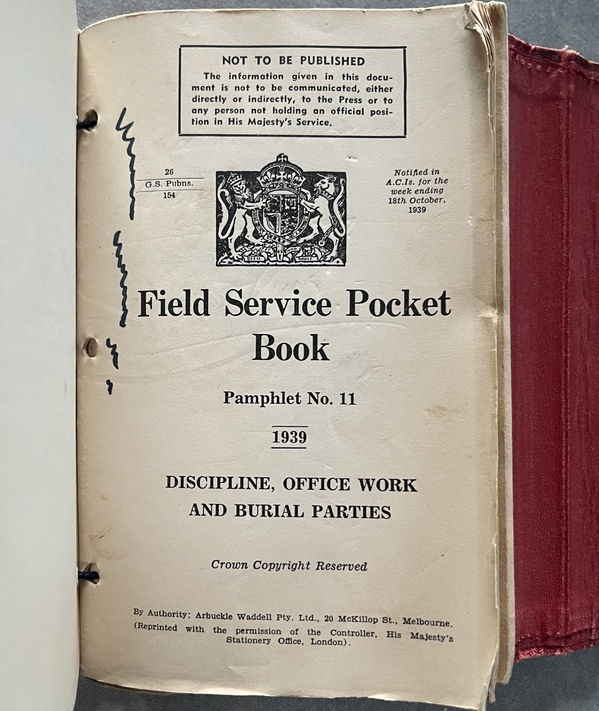 NOT TO BE PUBLISHED
The information given in this docu-
ment is not to be communicated, either
directly or indirectly, to the Press or to
any person not holding an official posi-
tion in His Majesty's Service.
26
G.S. Pubns.
154
Notified in
A.C.Is. for the
week ending
18th October,
1939
Field Service Pocket
Book
Pamphlet No. 11
1939
DISCIPLINE, OFFICE WORK
AND BURIAL PARTIES
Crown Copyright Reserved
By Authority: Arbuckle Waddell Pty. Ltd., 20 McKillop St., Melbourne.
(Reprinted with the permission of the Controller, His Majesty's
Stationery Office, London).